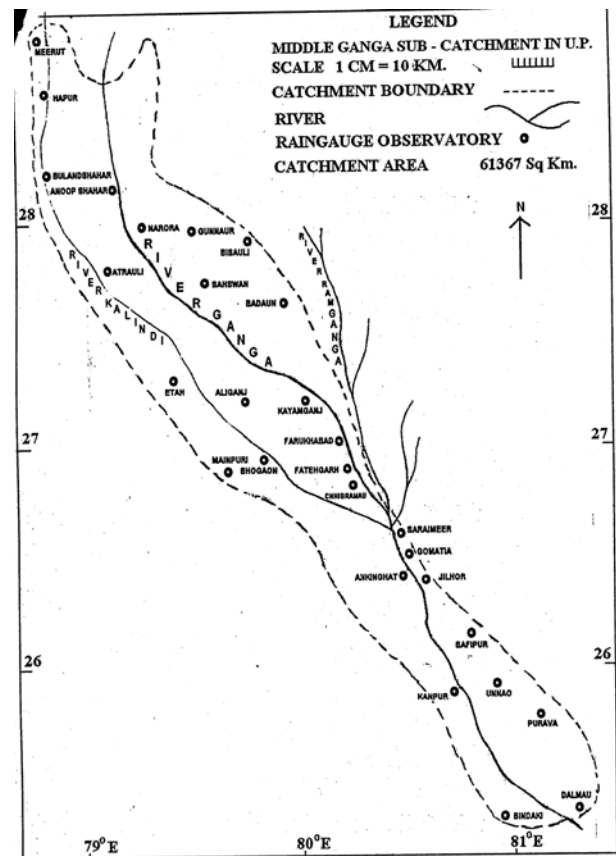 LEGEND
MIDDLE GANGA SUB - CATCHMENT IN U.P.
SCALE 1 CM = 10 KM.
CATCHMENT BOUNDARY
RIVER
RAINGAUGE OBSERVATORY
CATCHMENT AREA 61367 Sq Km.
N
MEERUT
HAPUR
BULANDSHAHAR
ANOOP SHAHAR
28
28
NARORA
GUNNAUR
BISAULI
ATRAULI
SAHSWAN
BADAUN
RIVER KALINDI
RIVER GANGA
RIVER RAMGANGA
ETAH
ALIGANJ
KAYAMGANJ
27
27
FARUKHABAD
MAINPURI
BHOGAON
FATEHGARH
CHHIBRAMAU
SARAIMEER
GOMATIA
ANKINGHAT
JILHOR
SAFIPUR
26
26
KANPUR
UNNAO
PURAVA
DALMAU
BINDAKI
79°E
80°E
81°E